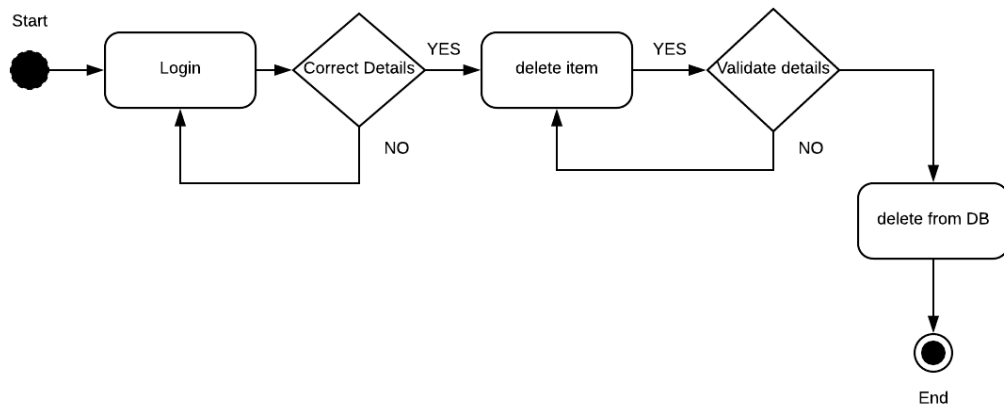 Start
Login
Correct Details
YES
NO
delete item
YES
Validate details
NO
delete from DB
End